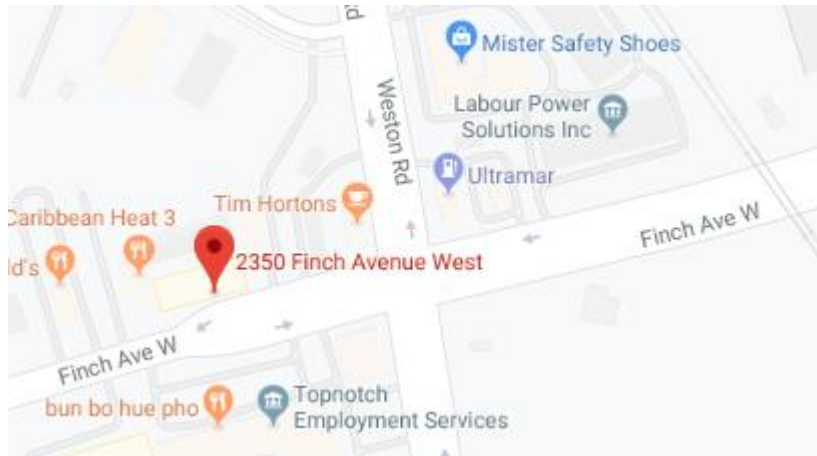 Rd
Mister Safety Shoes
Weston Rd
Labour Power
Solutions Inc
Ultramar
Tim Hortons
Caribbean Heat 3
Finch Ave W
ld's
2350 Finch Avenue West
Finch Ave W
bun bo hue pho
Topnotch
Employment Services